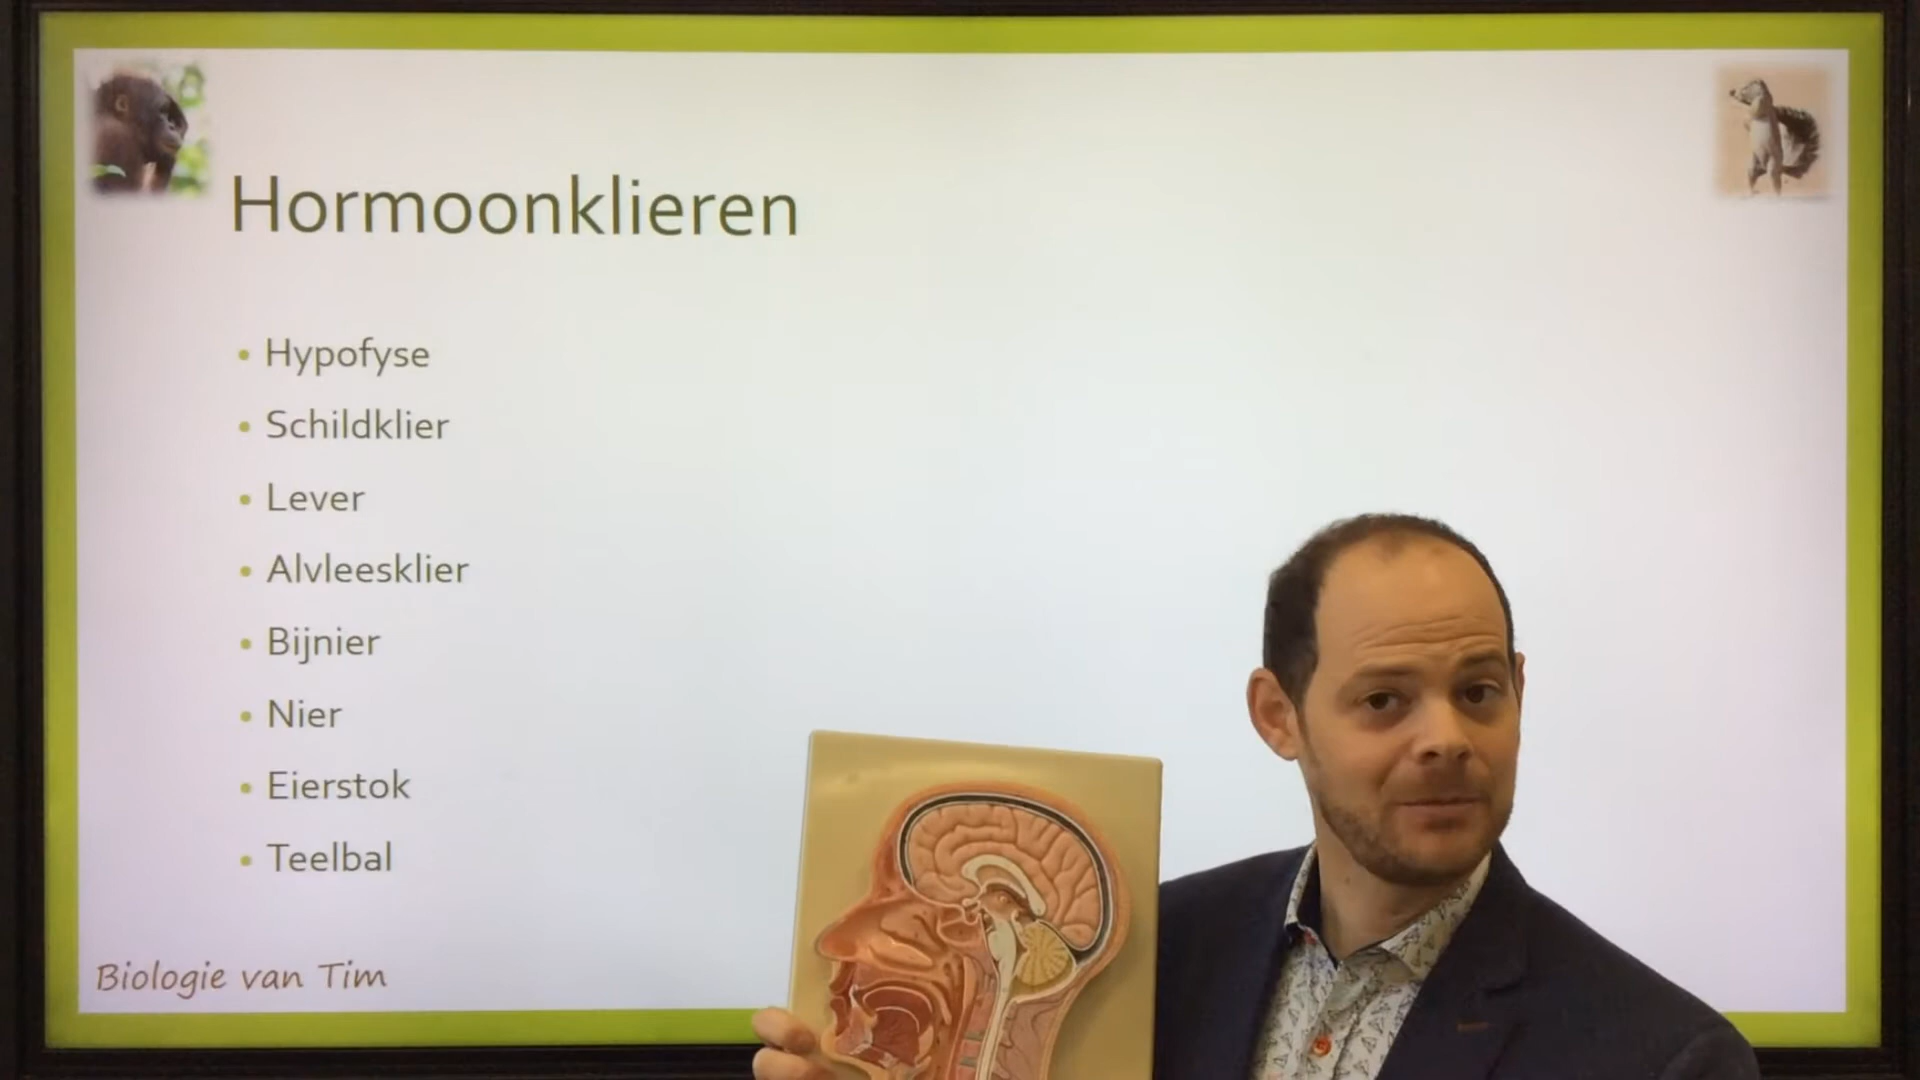 Hormoonklieren
• Hypofyse
• Schildklier
• Lever
• Alvleesklier
• Bijnier
• Nier
• Eierstok
• Teelbal
Biologie van Tim